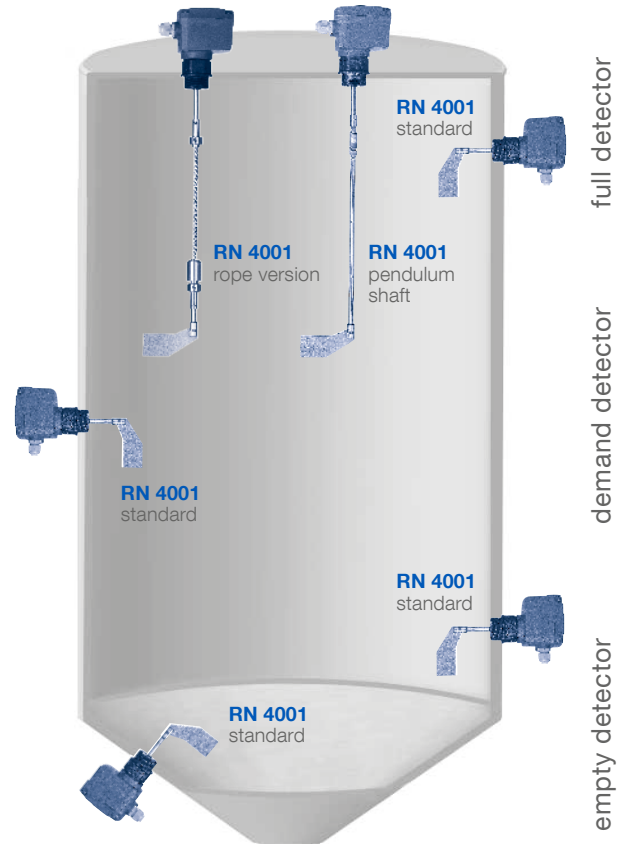 RN 4001
standard
full detector
RN 4001
rope version
RN 4001
pendulum
shaft
demand detector
RN 4001
standard
RN 4001
standard
empty detector
RN 4001
standard